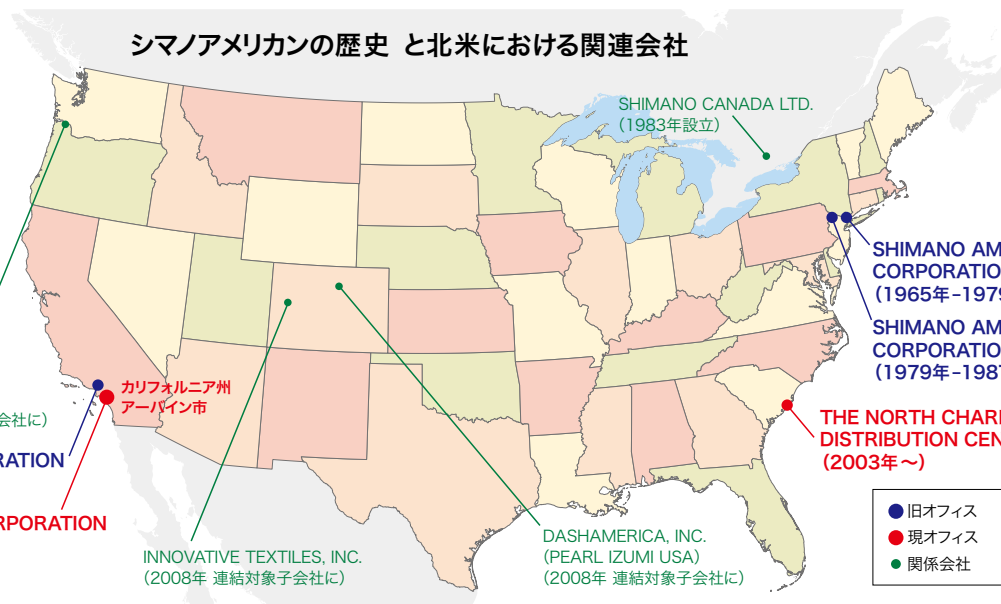 シマノアメリカンの歴史 と北米における関連会社
SHIMANO CANADA LTD.
（1983年設立）
SHIMANO AM
CORPORATIO
（1965年-1979
SHIMANO AM
CORPORATIO
（1979年-198
カリフォルニア州
アーバイン市
会社に）
RATION
RPORATION
THE NORTH CHAR
DISTRIBUTION CEN
（2003年～）
INNOVATIVE TEXTILES, INC.
（2008年 連結対象子会社に）
DASHAMERICA, INC.
（PEARL IZUMI USA）
（2008年 連結対象子会社に）
旧オフィス
現オフィス
関係会社